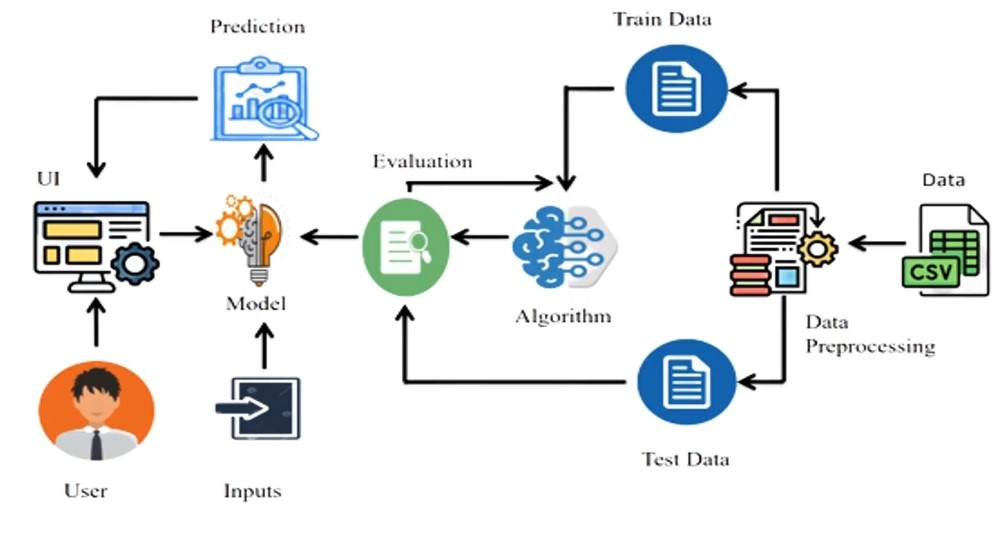 Train Data
Prediction
Evaluation
UI
Data
CSV
Model
Algorithm
Data
Preprocessing
Test Data
User
Inputs